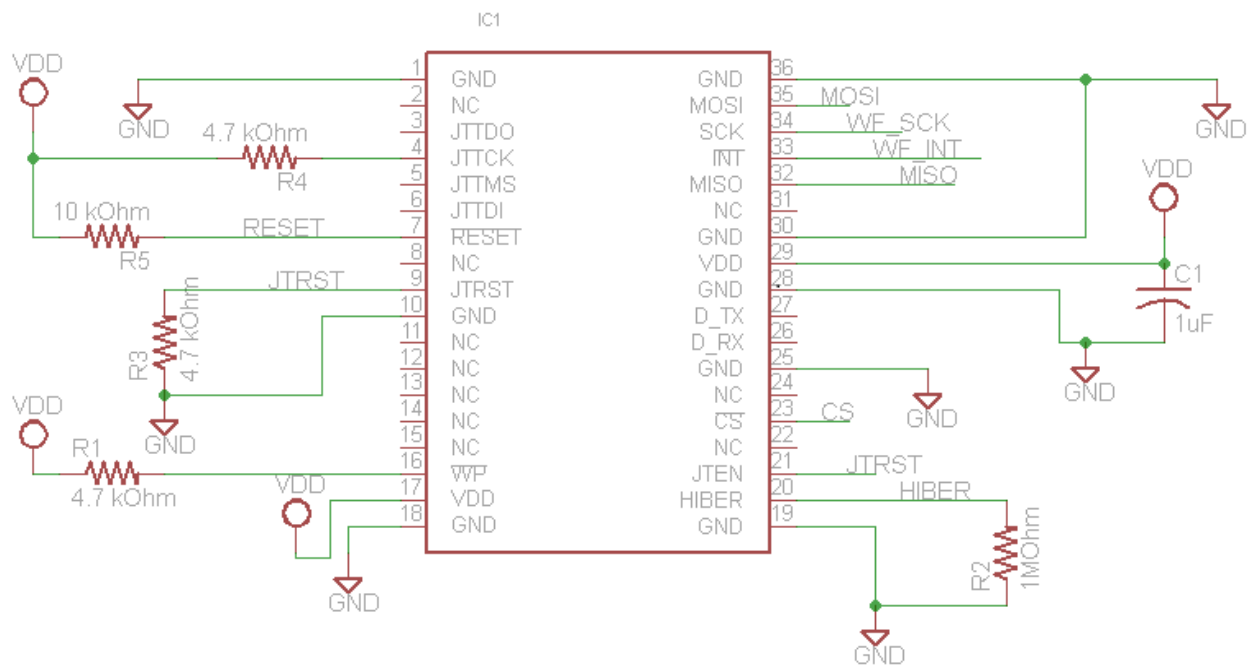 IC1
VDD
GND
4.7 kOhm
R4
10 kOhm
R5
RESET
JTRST
R3
4.7 kOhm
GND
VDD
R1
4.7 kOhm
VDD
GND
1 GND
2 NC
3 JTTDO
4 JTTCK
5 JTTMS
6 JTTDI
7 RESET
8 NC
9 JTRST
10 GND
11 NC
12 NC
13 NC
14 NC
15 NC
16 WP
17 VDD
18 GND
GND 36
MOSI 35
SCK 34
INT 33
MISO 32
NC 31
GND 30
VDD 29
GND 28
D_TX 27
D_RX 26
GND 25
NC 24
CS 23
NC 22
JTEN 21
HIBER 20
GND 19
MOSI
WF_SCK
WF_INT
MISO
GND
VDD
C1
1uF
GND
GND
CS
JTRST
HIBER
R2
1MOhm
GND